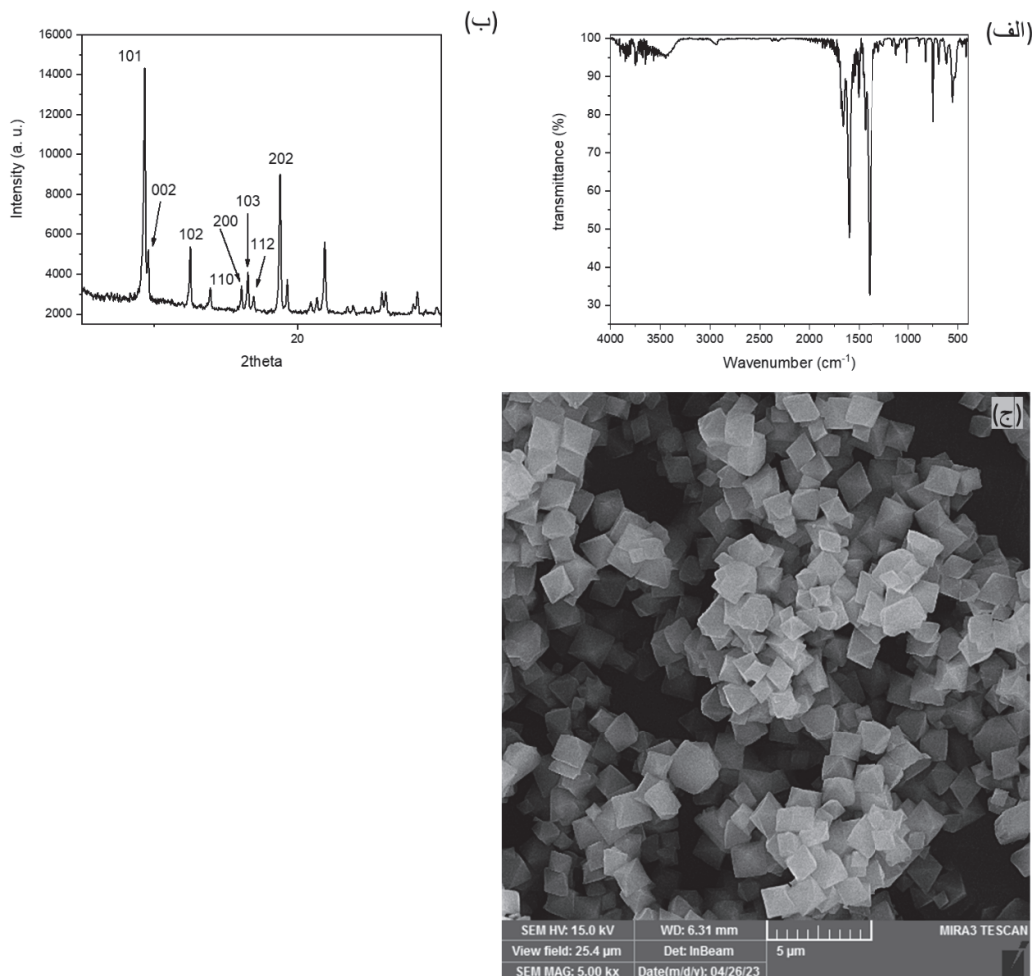 (الف)
100
90
80
70
60
50
40
30
transmittance (%)
4000 3500 3000 2500 2000 1500 1000 500
Wavenumber (cm-1)
(ب)
16000
14000
12000
10000
8000
6000
4000
2000
Intensity (a. u.)
101
002
102
110
200
103
112
202
20
2theta
(ج)
SEM HV: 15.0 kV WD: 6.31 mm MIRA3 TESCAN
View field: 25.4 µm Det: InBeam 5 µm
SEM MAG: 5.00 kx Date(m/d/y): 04/26/23